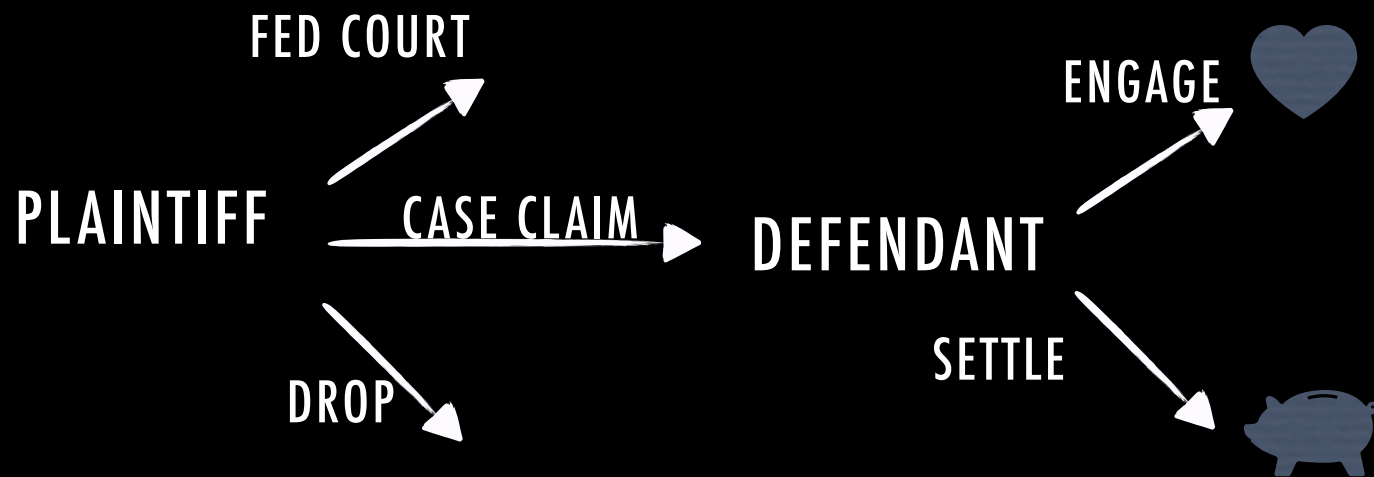 FED COURT
ENGAGE
PLAINTIFF
CASE CLAIM
DEFENDANT
SETTLE
DROP